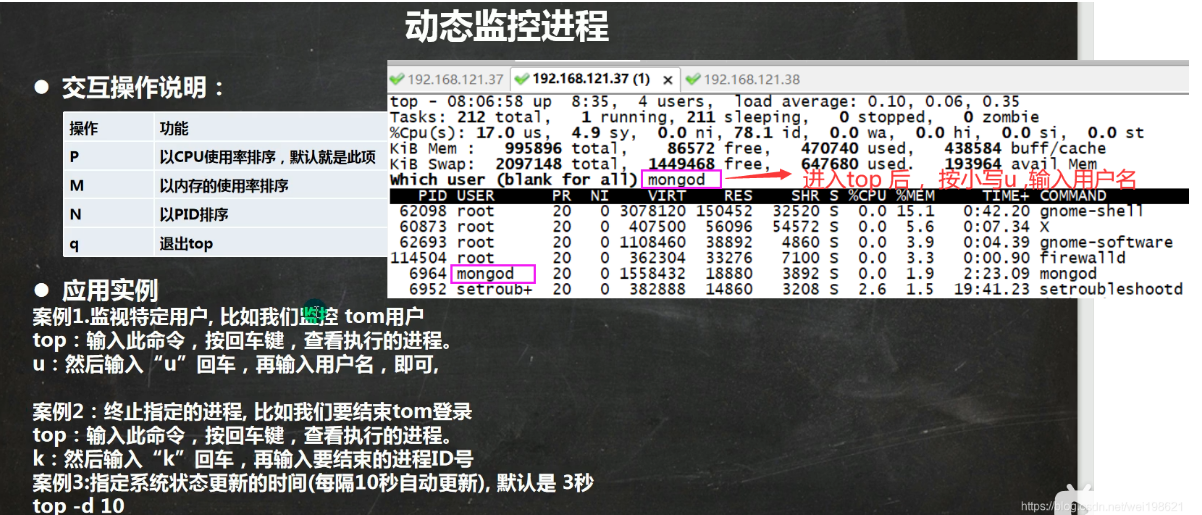 动态监控进程
● 交互操作说明：
操作 功能
P 以CPU使用率排序，默认就是此项
M 以内存的使用率排序
N 以PID排序
q 退出top
192.168.121.37 192.168.121.37 (1) × 192.168.121.38
top - 08:06:58 up 8:35, 4 users, load average: 0.10, 0.06, 0.35
Tasks: 212 total, 1 running, 211 sleeping, 0 stopped, 0 zombie
%Cpu(s): 17.0 us, 4.9 sy, 0.0 ni, 78.1 id, 0.0 wa, 0.0 hi, 0.0 si, 0.0 st
KiB Mem : 995896 total, 86572 free, 470740 used, 438584 buff/cache
KiB Swap: 2097148 total, 1449468 free, 647680 used. 193964 avail Mem
Which user (blank for all) mongod 进入top 后，按小写u ,输入用户名
PID USER PR NI VIRT RES SHR S %CPU %MEM TIME+ COMMAND
62098 root 20 0 3078120 150452 32520 S 0.0 15.1 0:42.20 gnome-shell
60873 root 20 0 407500 56096 54572 S 0.0 5.6 0:07.34 X
62693 root 20 0 1108460 38892 4860 S 0.0 3.9 0:04.39 gnome-software
114504 root 20 0 362304 33276 7100 S 0.0 3.3 0:00.90 firewalld
6964 mongod 20 0 1558432 18880 3892 S 0.0 1.9 2:23.09 mongod
6952 setroub+ 20 0 382888 14860 3208 S 2.6 1.5 19:41.23 setroubleshootd
● 应用实例
案例1.监视特定用户, 比如我们监控 tom用户
top：输入此命令，按回车键，查看执行的进程。
u：然后输入“u”回车，再输入用户名，即可,
案例2：终止指定的进程, 比如我们要结束tom登录
top：输入此命令，按回车键，查看执行的进程。
k：然后输入“k”回车，再输入要结束的进程ID号
案例3:指定系统状态更新的时间(每隔10秒自动更新), 默认是 3秒
top -d 10
https://blog.csdn.net/wei198621